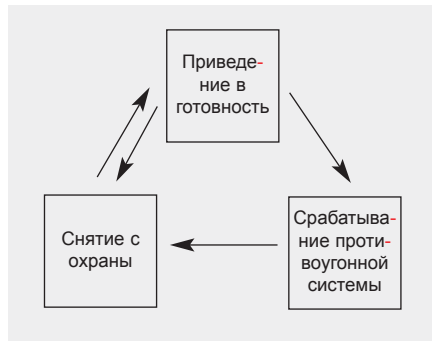 Приведе-
ние в
готовность
Снятие с
охраны
Срабатыва-
ние проти-
воугонной
системы